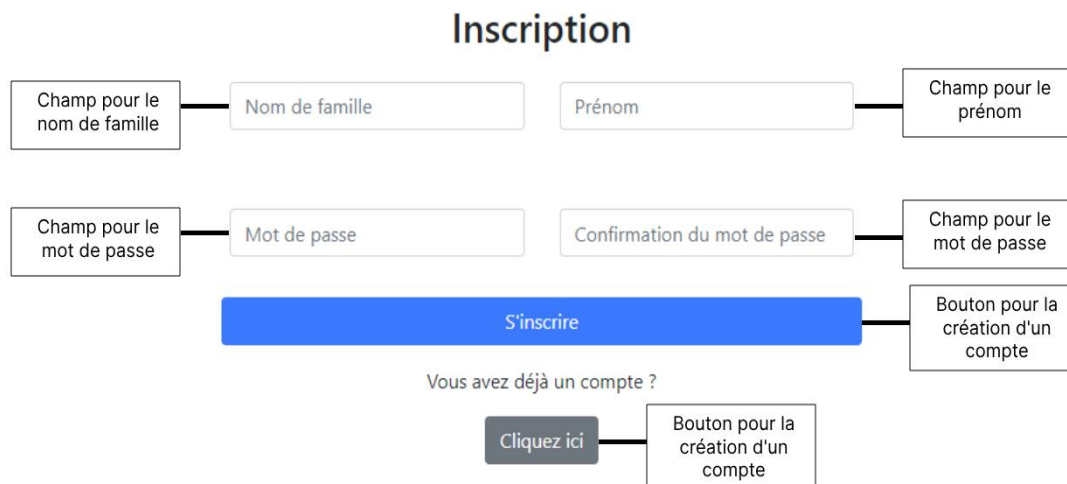 Inscription
Champ pour le
nom de famille
Nom de famille
Prénom
Champ pour le
prénom
Champ pour le
mot de passe
Mot de passe
Confirmation du mot de passe
Champ pour le
mot de passe
S'inscrire
Bouton pour la
création d'un
compte
Vous avez déjà un compte ?
Cliquez ici
Bouton pour la
création d'un
compte